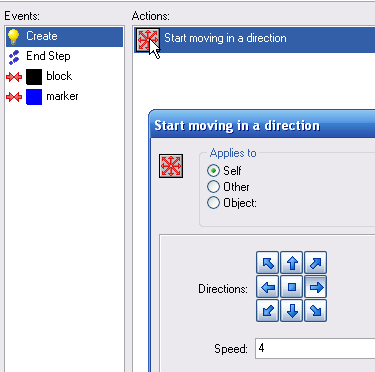 Events:
Actions:
Create
Start moving in a direction
End Step
block
marker
Start moving in a direction
Applies to
Self
Other
Object:
Directions:
Speed:
4